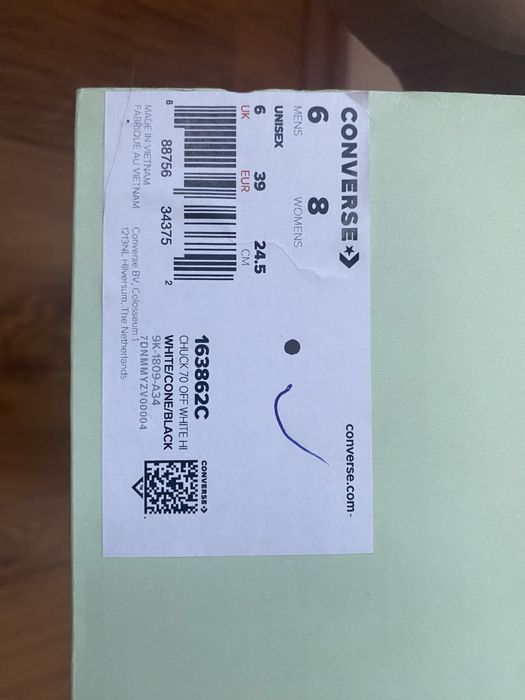 CONVERSE
converse.com
6 8
MENS WOMENS
UNISEX
6 39 24.5
UK EUR CM
8 88756 34375 2
163862C
CHUCK 70 OFF WHITE HI
WHITE/CONE/BLACK
9K-1809-A34
7DNMMYZV00004
CONVERSE
MADE IN VIETNAM
FABRIQUE AU VIETNAM
Converse BV, Colosseum 1
1213NL Hilversum, The Netherlands